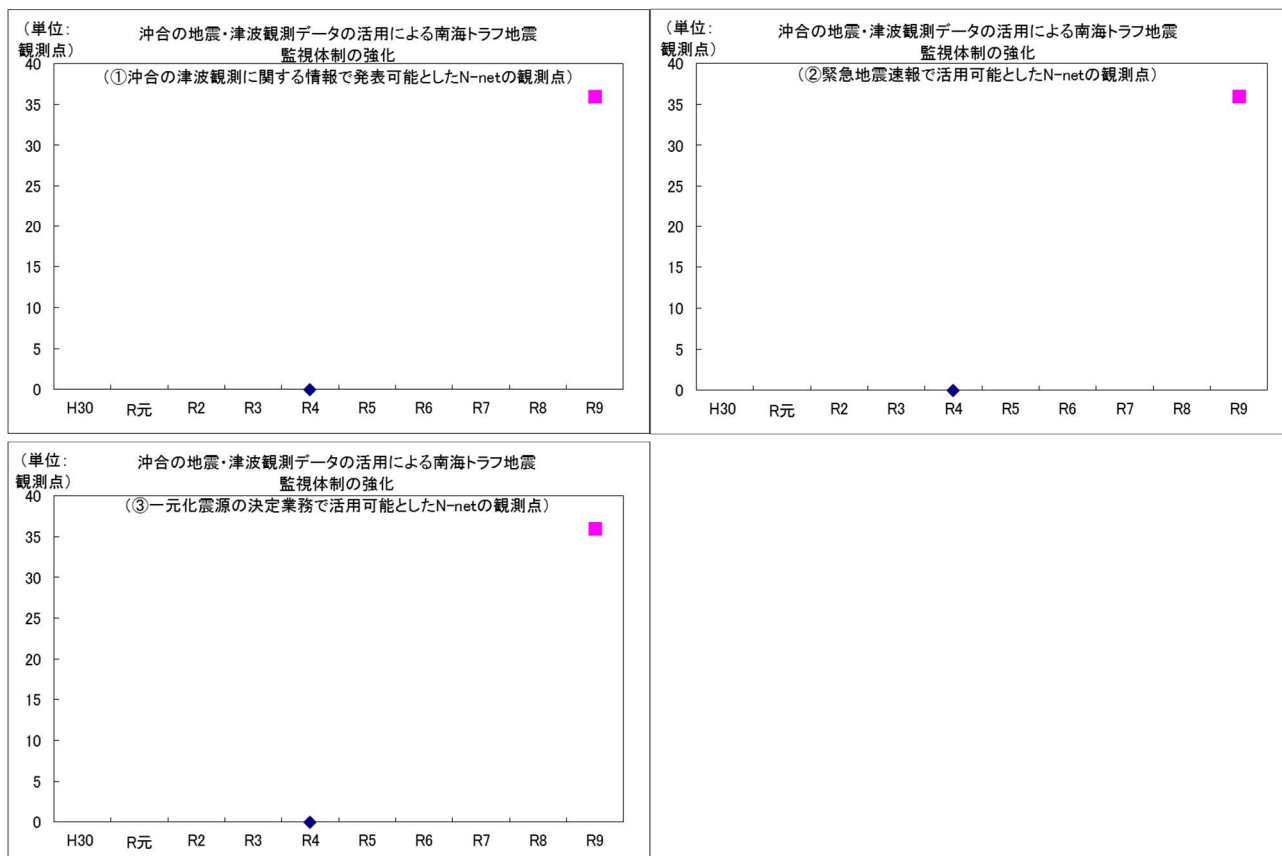 （単位：
観測点）
沖合の地震・津波観測データの活用による南海トラフ地震
監視体制の強化
（①沖合の津波観測に関する情報で発表可能としたN-netの観測点）
40
35
30
25
20
15
10
5
0
H30 R元 R2 R3 R4 R5 R6 R7 R8 R9
（単位：
観測点）
沖合の地震・津波観測データの活用による南海トラフ地震
監視体制の強化
（②緊急地震速報で活用可能としたN-netの観測点）
40
35
30
25
20
15
10
5
0
H30 R元 R2 R3 R4 R5 R6 R7 R8 R9
（単位：
観測点）
沖合の地震・津波観測データの活用による南海トラフ地震
監視体制の強化
（③一元化震源の決定業務で活用可能としたN-netの観測点）
40
35
30
25
20
15
10
5
0
H30 R元 R2 R3 R4 R5 R6 R7 R8 R9